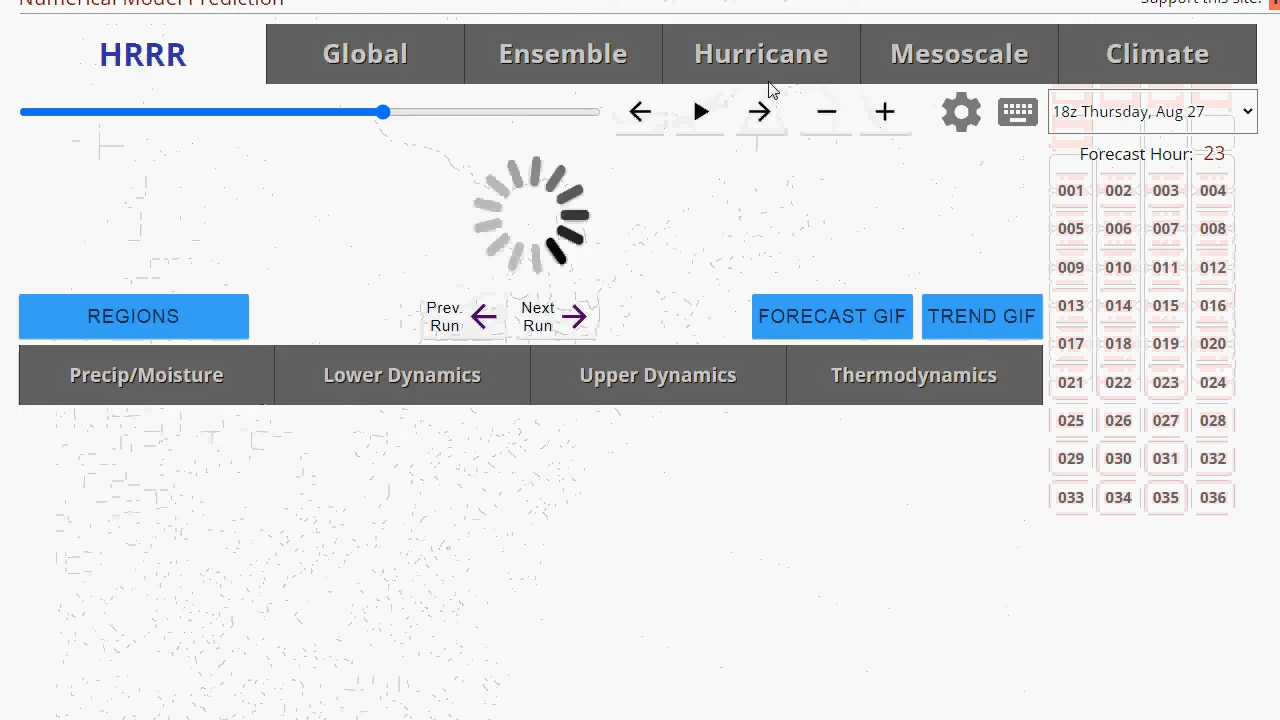 Numerical Model Prediction
Support this site:
HRRR Global Ensemble Hurricane Mesoscale Climate
18z Thursday, Aug 27
Forecast Hour: 23
001 002 003 004
005 006 007 008
009 010 011 012
013 014 015 016
017 018 019 020
021 022 023 024
025 026 027 028
029 030 031 032
033 034 035 036
REGIONS
Prev. Run
Next Run
FORECAST GIF
TREND GIF
Precip/Moisture Lower Dynamics Upper Dynamics Thermodynamics